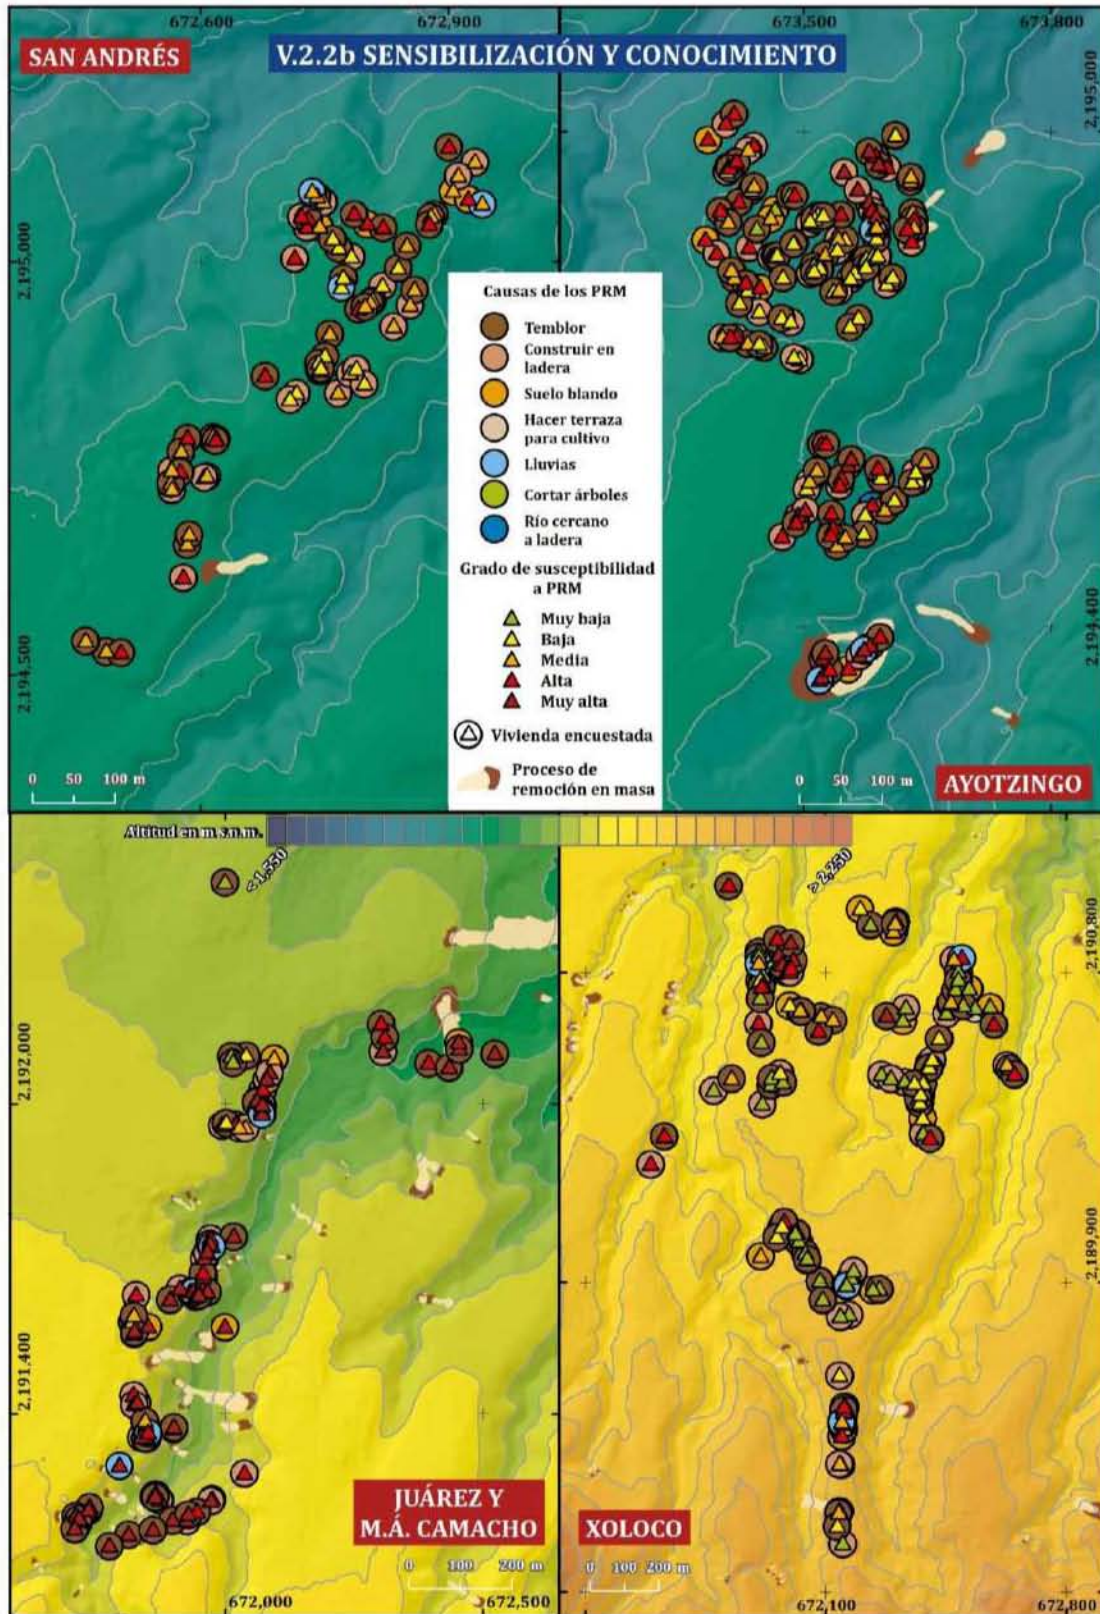 672,600
672,900
673,500
673,800
SAN ANDRÉS
V.2.2b SENSIBILIZACIÓN Y CONOCIMIENTO
2,195,000
2,195,000
Causas de los PRM
Temblor
Construir en
ladera
Suelo blando
Hacer terraza
para cultivo
Lluvias
Cortar árboles
Río cercano
a ladera
Grado de susceptibilidad
a PRM
Muy baja
Baja
Media
Alta
Muy alta
Vivienda encuestada
Proceso de
remoción en masa
2,194,500
2,194,400
0 50 100 m
0 50 100 m
AYOTZINGO
Altitud en m s.n.m.
< 1,550
> 2,250
2,192,000
2,190,800
2,191,400
2,189,900
JUÁREZ Y
M.Á. CAMACHO
XOLOCO
0 100 200 m
0 100 200 m
672,000
672,500
672,100
672,800